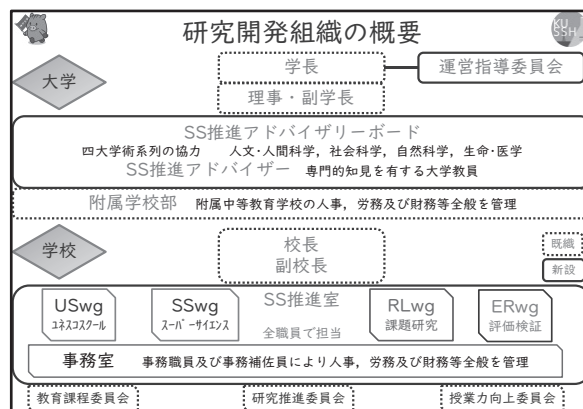 研究開発組織の概要
KU
SSH
大学
学長
運営指導委員会
理事・副学長
SS推進アドバイザリーボード
四大学術系列の協力 人文・人間科学，社会科学，自然科学，生命・医学
SS推進アドバイザー 専門的知見を有する大学教員
附属学校部 附属中等教育学校の人事，労務及び財務等全般を管理
学校
校長
副校長
既織
新設
USwg
ユネスコスクール
SSwg
スーパーサイエンス
SS推進室
全職員で担当
RLwg
課題研究
ERwg
評価検証
事務室 事務職員及び事務補佐員により人事，労務及び財務等全般を管理
教育課程委員会
研究推進委員会
授業力向上委員会